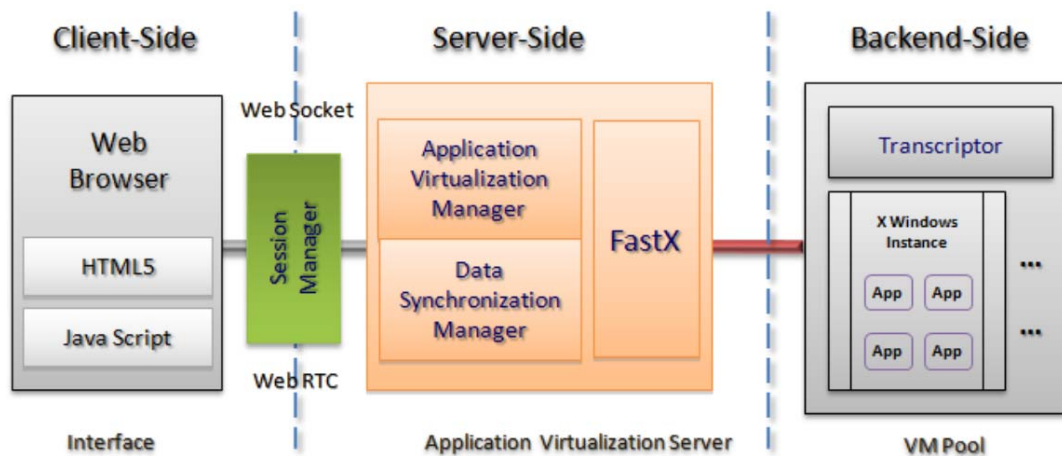 Client-Side
Server-Side
Backend-Side
Web Socket
Web
Browser
HTML5
Java Script
Session
Manager
Web RTC
Application
Virtualization
Manager
Data
Synchronization
Manager
FastX
Transcriptor
X Windows
Instance
...
App App
App App
...
Interface
Application Virtualization Server
VM Pool